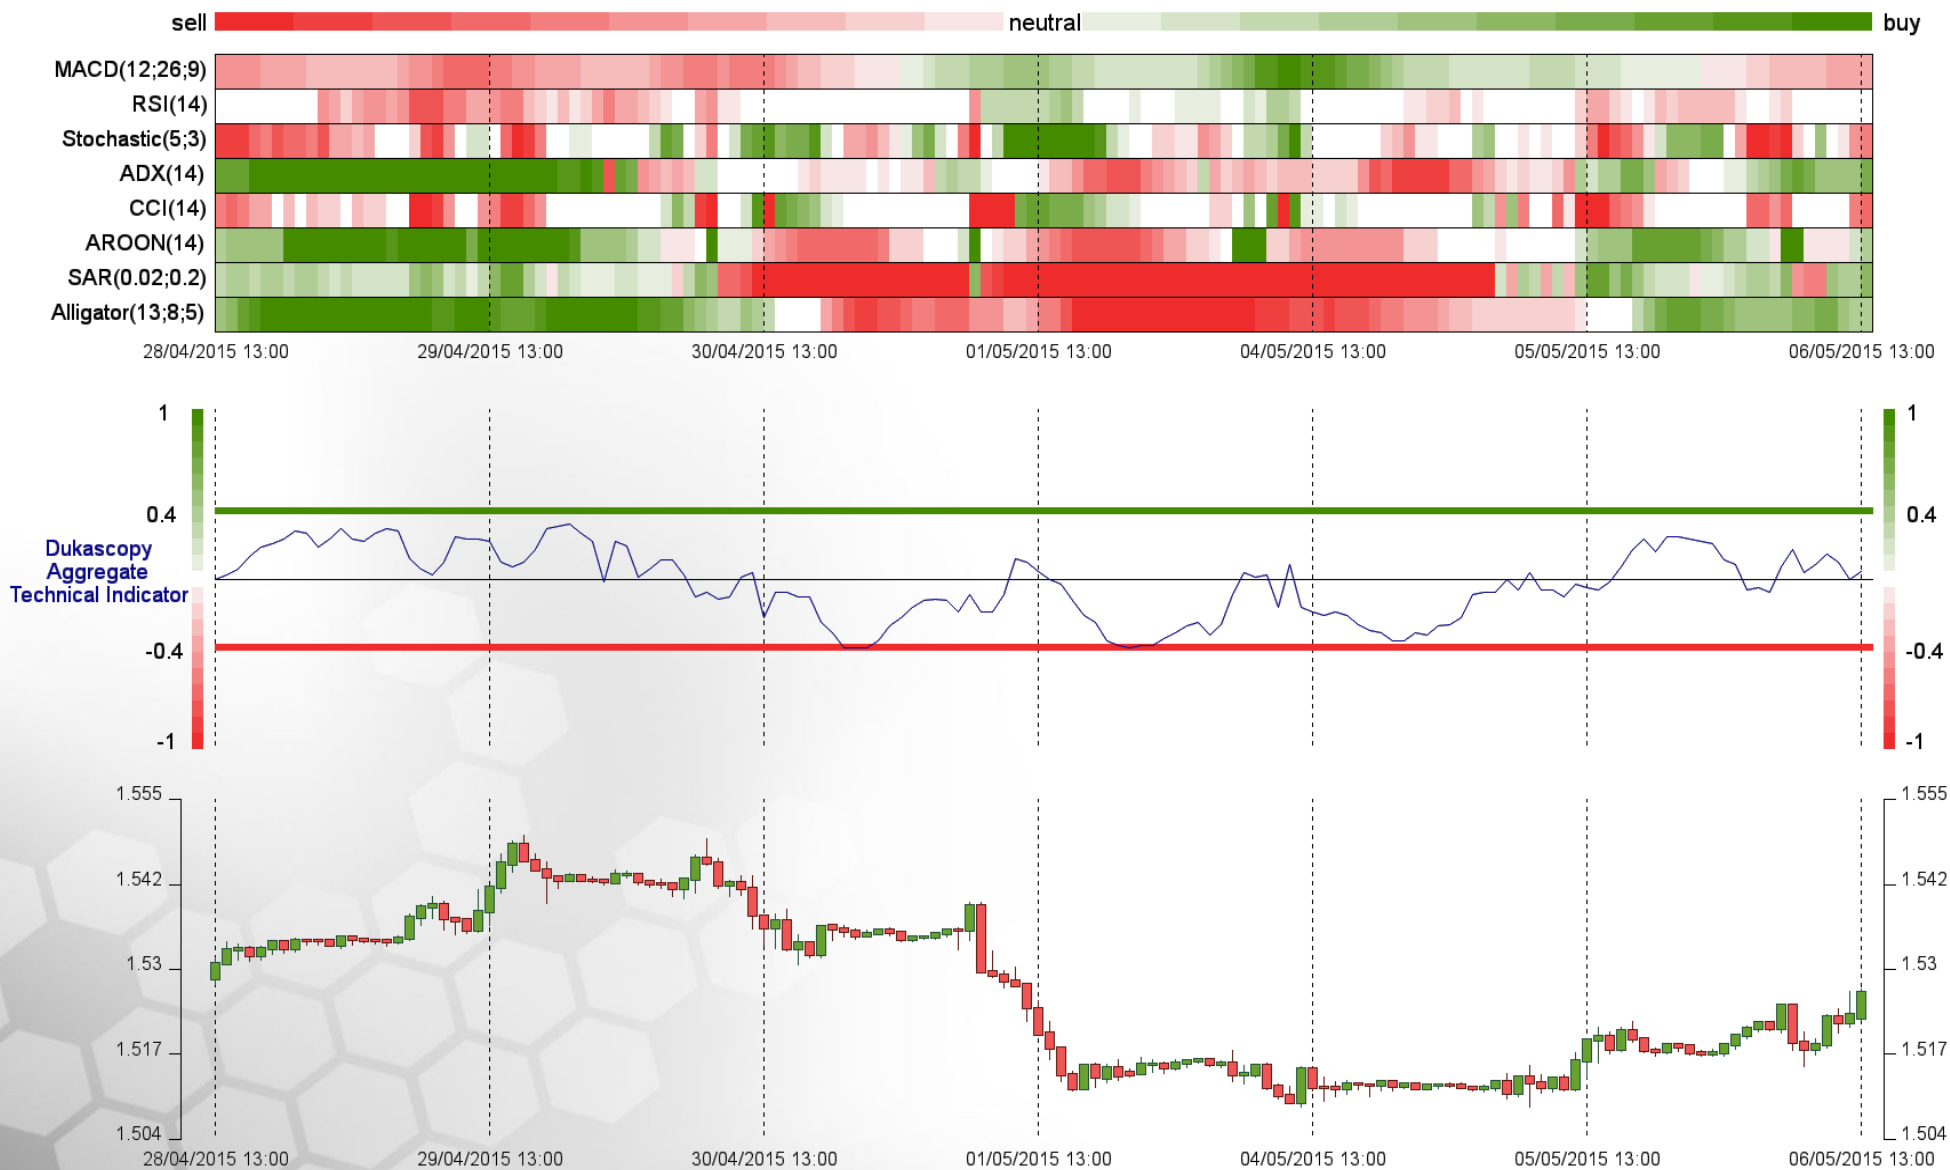 sell neutral buy
MACD(12;26;9)
RSI(14)
Stochastic(5;3)
ADX(14)
CCI(14)
AROON(14)
SAR(0.02;0.2)
Alligator(13;8;5)
28/04/2015 13:00 29/04/2015 13:00 30/04/2015 13:00 01/05/2015 13:00 04/05/2015 13:00 05/05/2015 13:00 06/05/2015 13:00
1 1
0.4 0.4
Dukascopy
Aggregate
Technical Indicator
-0.4 -0.4
-1 -1
1.555 1.555
1.542 1.542
1.53 1.53
1.517 1.517
1.504 1.504
28/04/2015 13:00 29/04/2015 13:00 30/04/2015 13:00 01/05/2015 13:00 04/05/2015 13:00 05/05/2015 13:00 06/05/2015 13:00